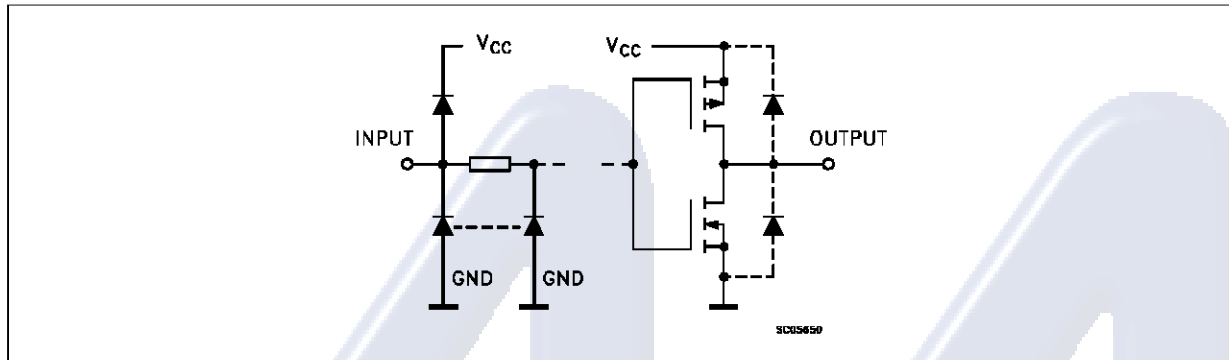 VCC
VCC
INPUT
OUTPUT
GND
GND
SC05650